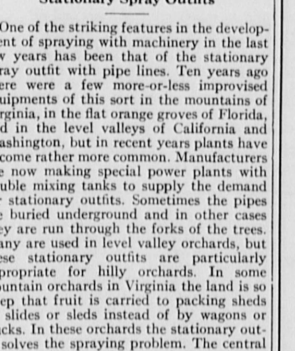 Stationary Spray Outfits
One of the striking features in the develop-
ent of spraying with machinery in the last
w years has been that of the stationary
ray outfit with pipe lines. Ten years ago
ere were a few more-or-less improvised
uipments of this sort in the mountains of
rginia, in the flat orange groves of Florida,
d in the level valleys of California and
ashington, but in recent years plants have
come rather more common. Manufacturers
e now making special power plants with
uble mixing tanks to supply the demand
r stationary outfits. Sometimes the pipes
e buried underground and in other cases
ey are run through the forks of the trees.
any are used in level valley orchards, but
ese stationary outfits are particularly
propriate for hilly orchards. In some
ountain orchards in Virginia the land is so
eep that fruit is carried to packing sheds
slides or sleds instead of by wagons or
cks. In these orchards the stationary out-
solves the spraying problem. The central